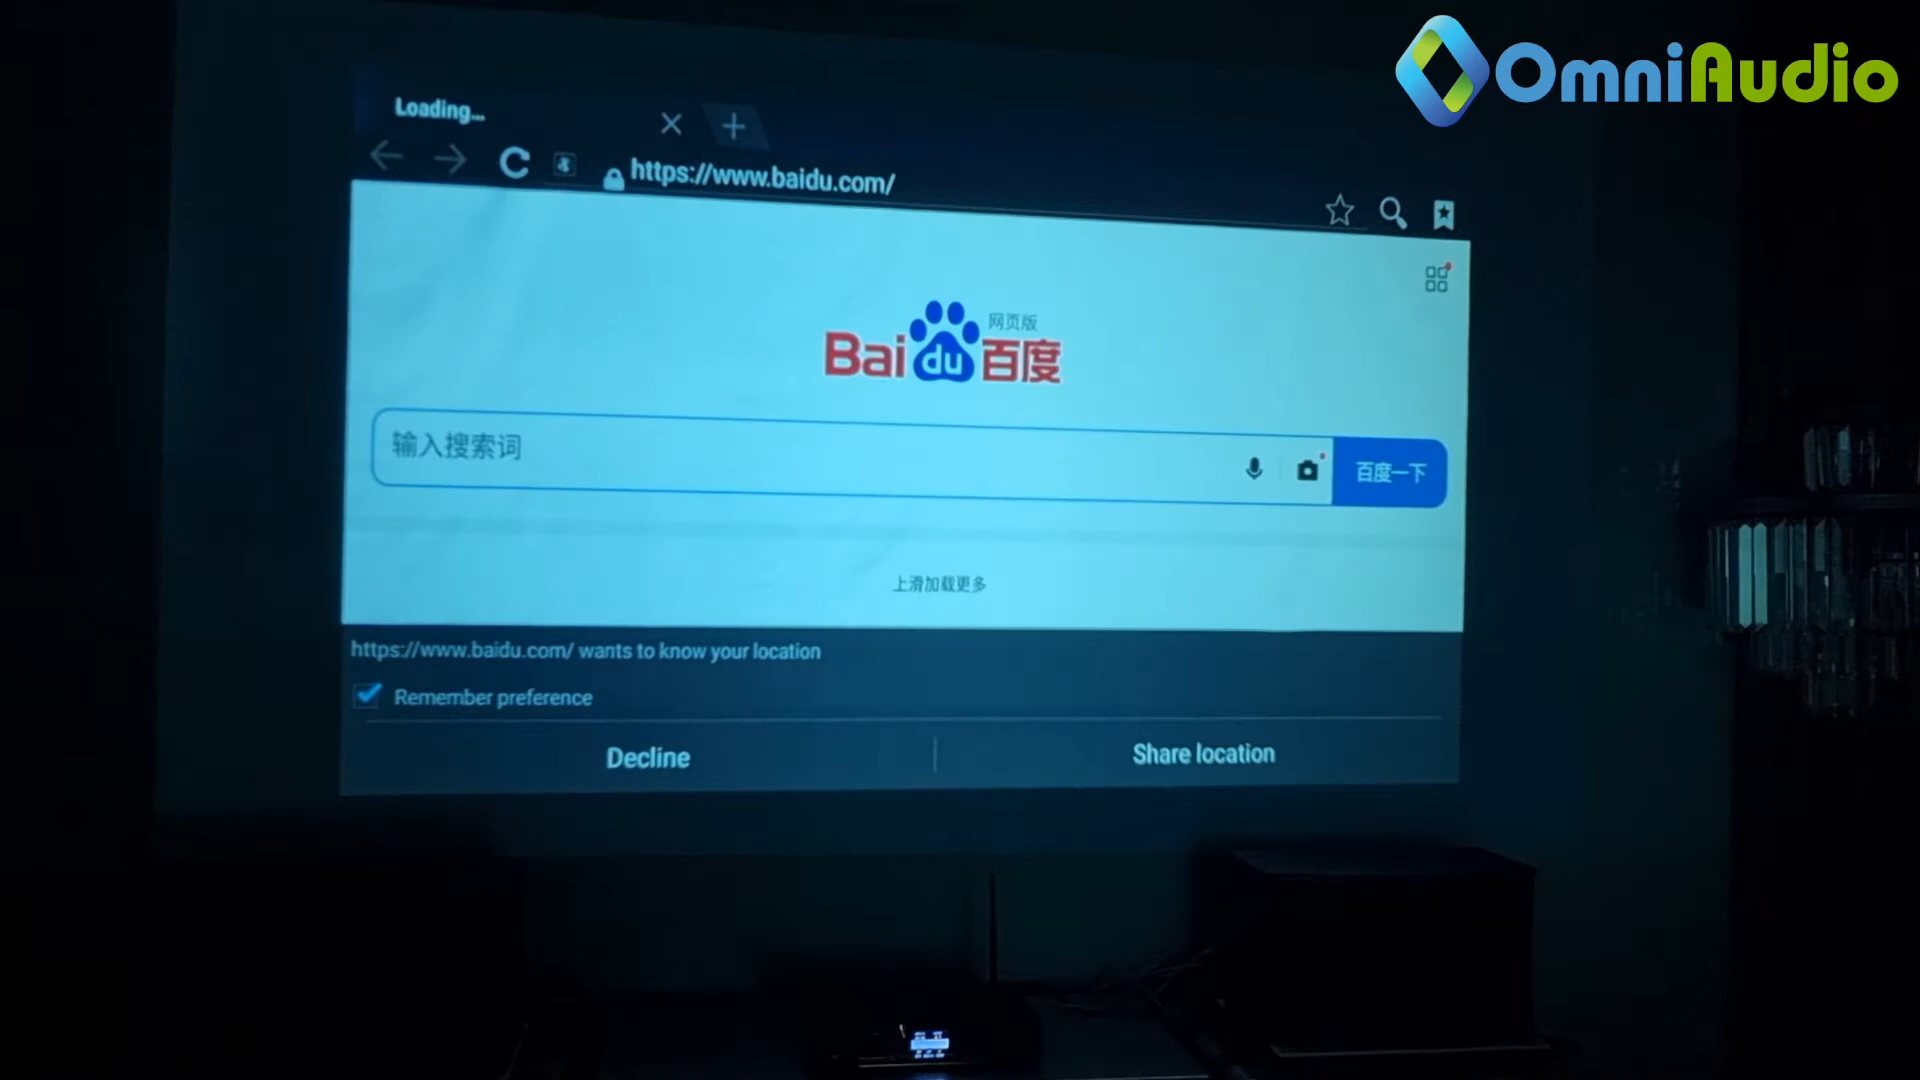 OmniAudio
Loading...
https://www.baidu.com/
网页版
Bai du 百度
输入搜索词
百度一下
上滑加载更多
https://www.baidu.com/ wants to know your location
Remember preference
Decline
Share location